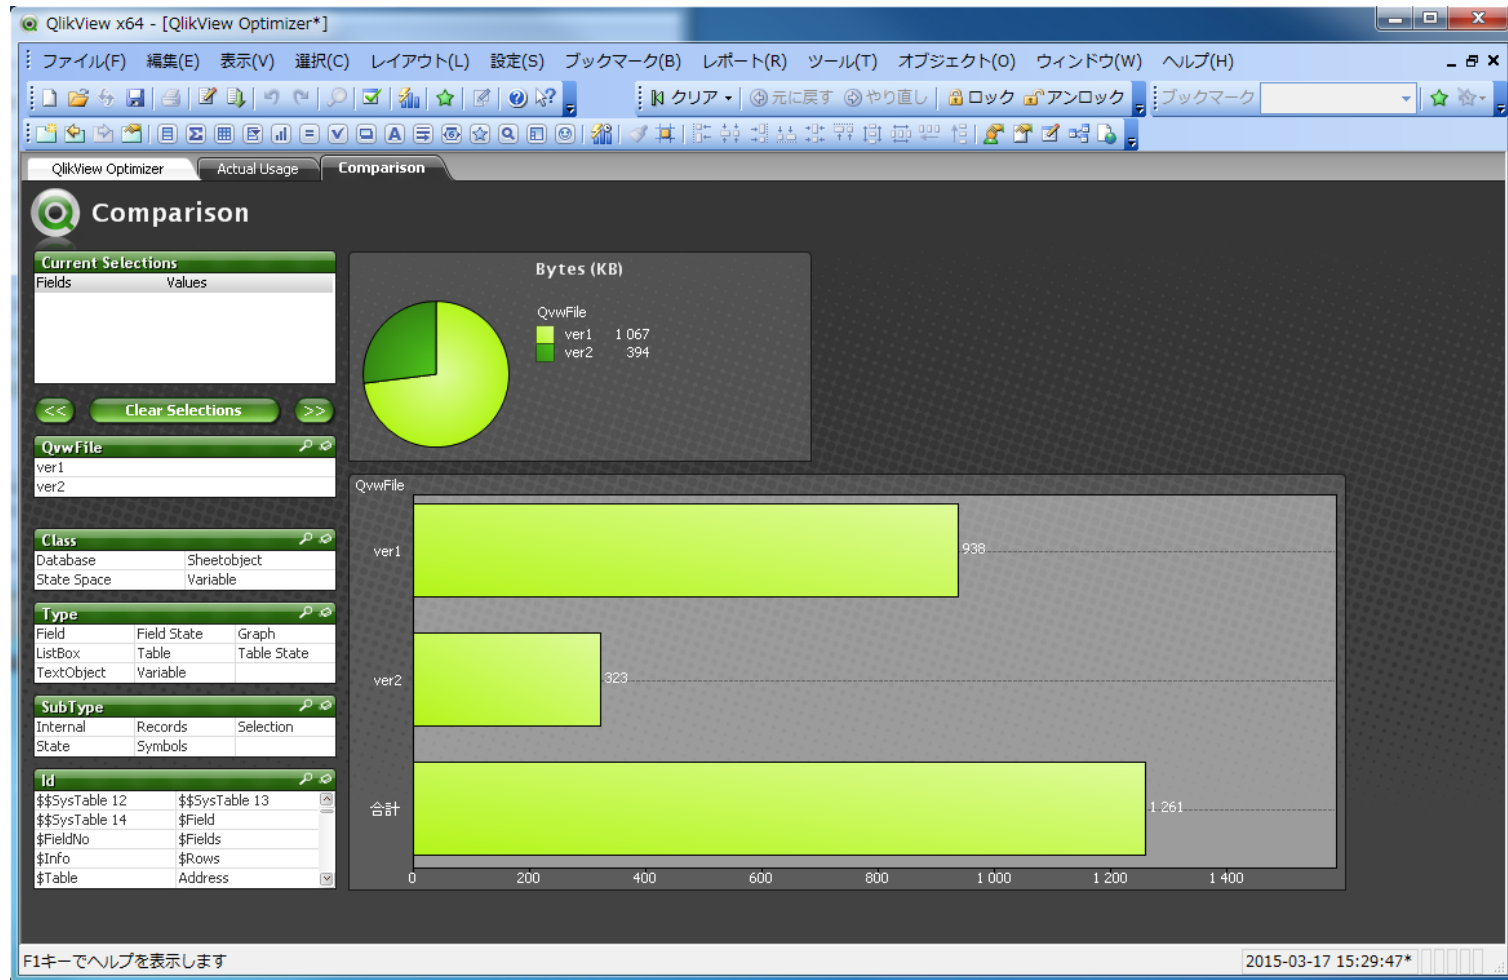 QlikView x64 - [QlikView Optimizer*]
ファイル(F) 編集(E) 表示(V) 選択(C) レイアウト(L) 設定(S) ブックマーク(B) レポート(R) ツール(T) オブジェクト(O) ウィンドウ(W) ヘルプ(H)
クリア 元に戻す やり直し ロック アンロック ブックマーク
QlikView Optimizer Actual Usage Comparison
Comparison
Current Selections
Fields Values
<< Clear Selections >>
QvwFile
ver1
ver2
Class
Database Sheetobject
State Space Variable
Type
Field Field State Graph
ListBox Table Table State
TextObject Variable
SubType
Internal Records Selection
State Symbols
Id
$$SysTable 12 $$SysTable 13
$$SysTable 14 $Field
$FieldNo $Fields
$Info $Rows
$Table Address
Bytes (KB)
QvwFile
ver1 1 067
ver2 394
QvwFile
ver1 938
ver2 323
合計 1 261
0 200 400 600 800 1 000 1 200 1 400
F1キーでヘルプを表示します 2015-03-17 15:29:47*